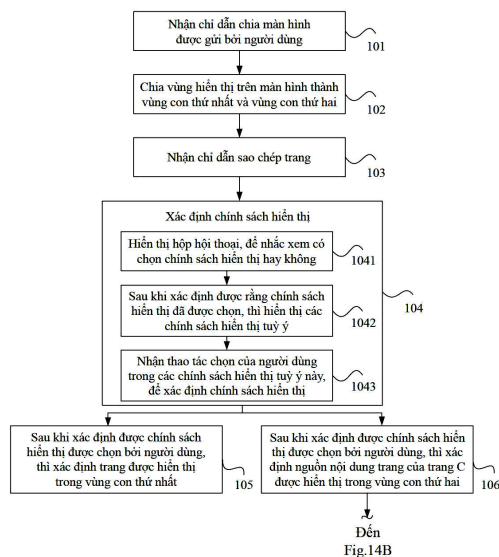 Nhận chỉ dẫn chia màn hình
được gửi bởi người dùng
101
Chia vùng hiển thị trên màn hình thành
vùng con thứ nhất và vùng con thứ hai
102
Nhận chỉ dẫn sao chép trang
103
Xác định chính sách hiển thị
Hiển thị hộp hội thoại, để nhắc xem có
chọn chính sách hiển thị hay không
1041
Sau khi xác định được rằng chính sách
hiển thị đã được chọn, thì hiển thị các
chính sách hiển thị tuỳ ý
1042
Nhận thao tác chọn của người dùng
trong các chính sách hiển thị tuỳ ý này,
để xác định chính sách hiển thị
1043
104
Sau khi xác định được chính sách
hiển thị được chọn bởi người dùng,
thì xác định trang được hiển thị
trong vùng con thứ nhất
105
Sau khi xác định được chính sách hiển
thị được chọn bởi người dùng, thì xác
định nguồn nội dung trang của trang C
được hiển thị trong vùng con thứ hai
106
Đến
Fig.14B